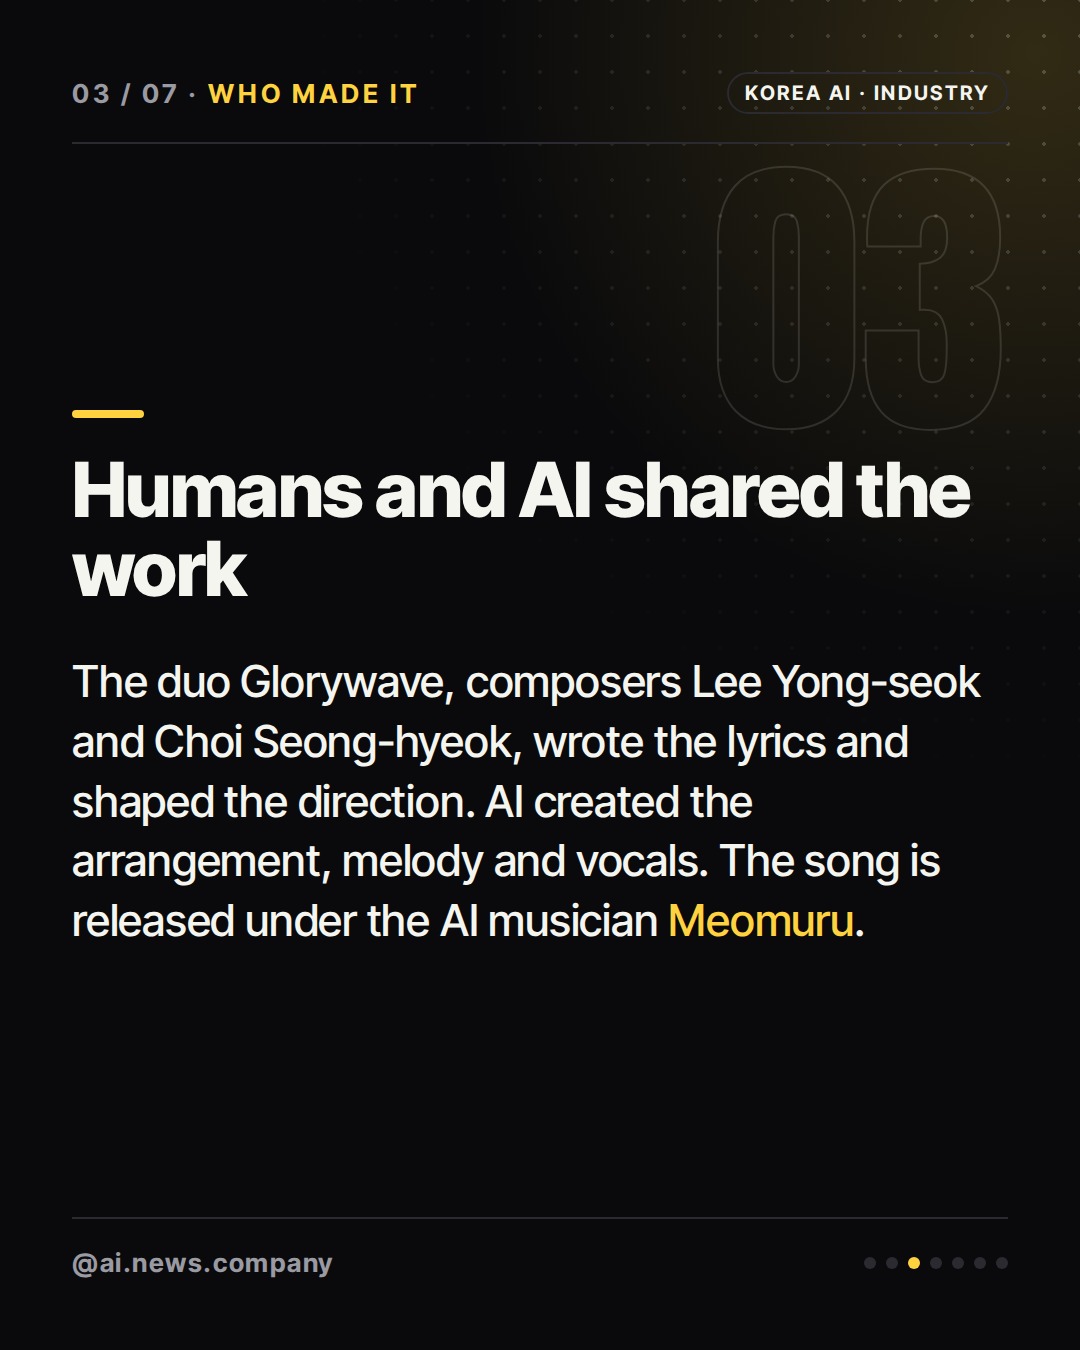 03 / 07 · WHO MADE IT
KOREA AI · INDUSTRY
03
Humans and AI shared the
work
The duo Glorywave, composers Lee Yong-seok
and Choi Seong-hyeok, wrote the lyrics and
shaped the direction. AI created the
arrangement, melody and vocals. The song is
released under the AI musician Meomuru.
@ai.news.company